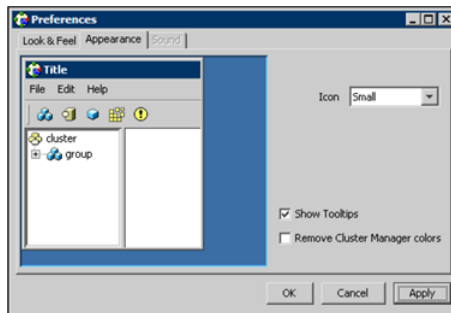 Preferences
Look & Feel Appearance Sound
Title
File Edit Help
Icon Small
cluster
group
Show Tooltips
Remove Cluster Manager colors
OK Cancel Apply